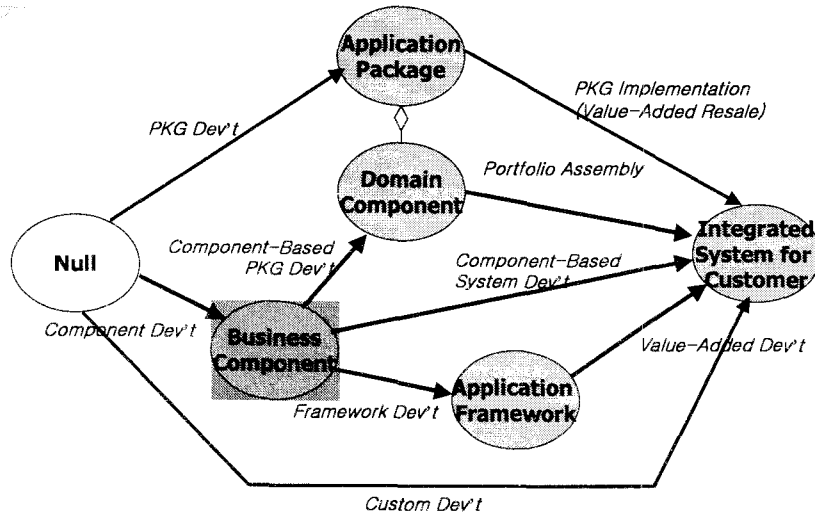 Application
Package
PKG Implementation
(Value-Added Resale)
PKG Dev't
Domain
Component
Portfolio Assembly
Integrated
System for
Customer
Null
Component-Based
PKG Dev't
Component-Based
System Dev't
Component Dev't
Business
Component
Value-Added Dev't
Application
Framework
Framework Dev't
Custom Dev't